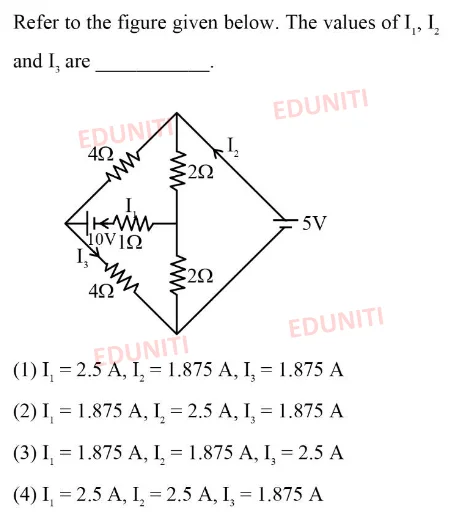 Refer to the figure given below. The values of I₁, I₂
and I₃ are ___________.
EDUNITI
EDUNITI
4Ω
I₂
2Ω
I₁
5V
10V 1Ω
I₃
2Ω
4Ω
EDUNITI
EDUNITI
(1) I₁ = 2.5 A, I₂ = 1.875 A, I₃ = 1.875 A
(2) I₁ = 1.875 A, I₂ = 2.5 A, I₃ = 1.875 A
(3) I₁ = 1.875 A, I₂ = 1.875 A, I₃ = 2.5 A
(4) I₁ = 2.5 A, I₂ = 2.5 A, I₃ = 1.875 A